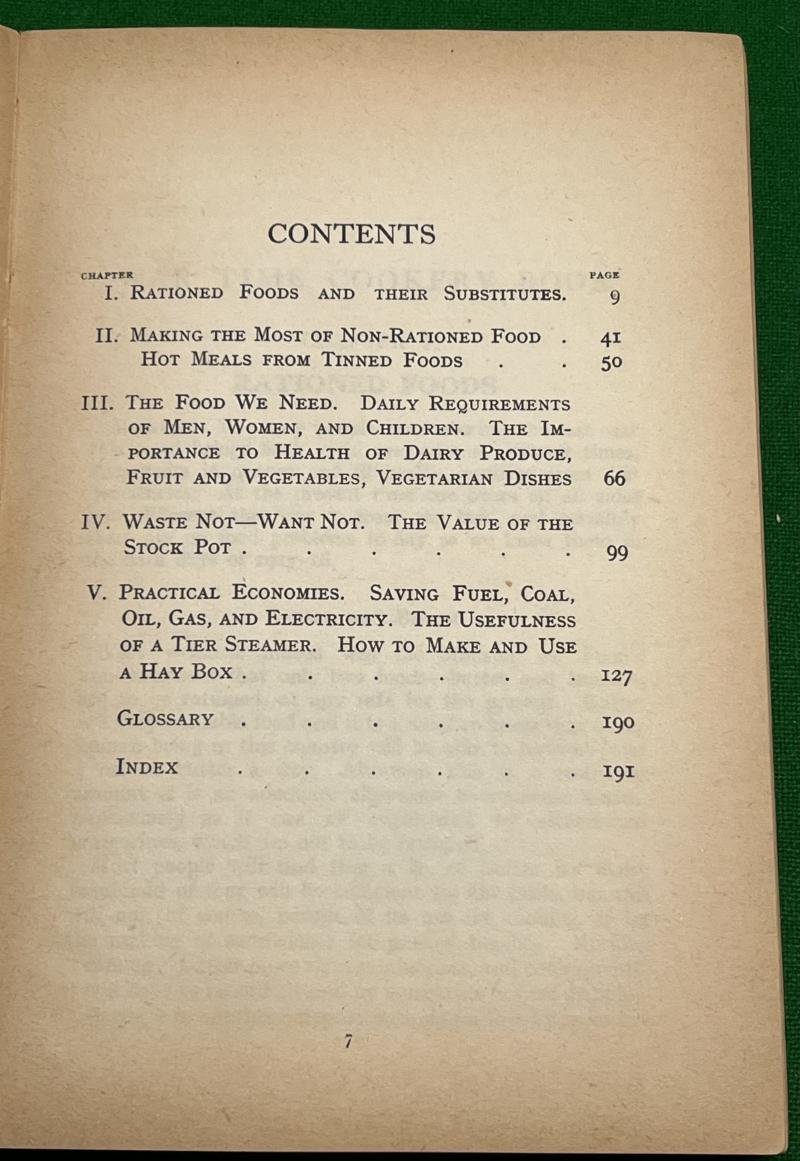 CONTENTS
CHAPTER PAGE
I. RATIONED FOODS AND THEIR SUBSTITUTES. 9
II. MAKING THE MOST OF NON-RATIONED FOOD . 41
HOT MEALS FROM TINNED FOODS . . 50
III. THE FOOD WE NEED. DAILY REQUIREMENTS
OF MEN, WOMEN, AND CHILDREN. THE IM-
PORTANCE TO HEALTH OF DAIRY PRODUCE,
FRUIT AND VEGETABLES, VEGETARIAN DISHES 66
IV. WASTE NOT—WANT NOT. THE VALUE OF THE
STOCK POT . . . . . . 99
V. PRACTICAL ECONOMIES. SAVING FUEL, COAL,
OIL, GAS, AND ELECTRICITY. THE USEFULNESS
OF A TIER STEAMER. HOW TO MAKE AND USE
A HAY BOX . . . . . . 127
GLOSSARY . . . . . . 190
INDEX . . . . . . 191
7